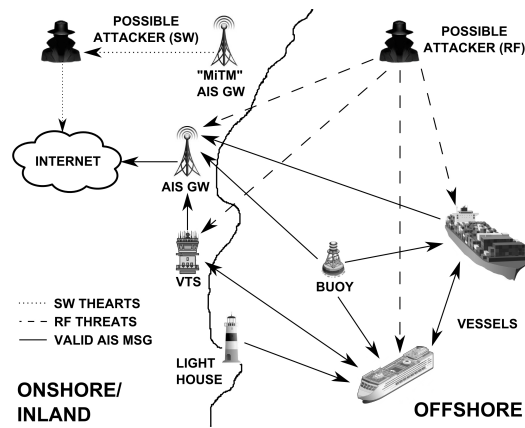 POSSIBLE
ATTACKER (SW)
"MiTM"
AIS GW
POSSIBLE
ATTACKER (RF)
INTERNET
AIS GW
VTS
BUOY
VESSELS
LIGHT
HOUSE
SW THEARTS
RF THREATS
VALID AIS MSG
ONSHORE/
INLAND
OFFSHORE